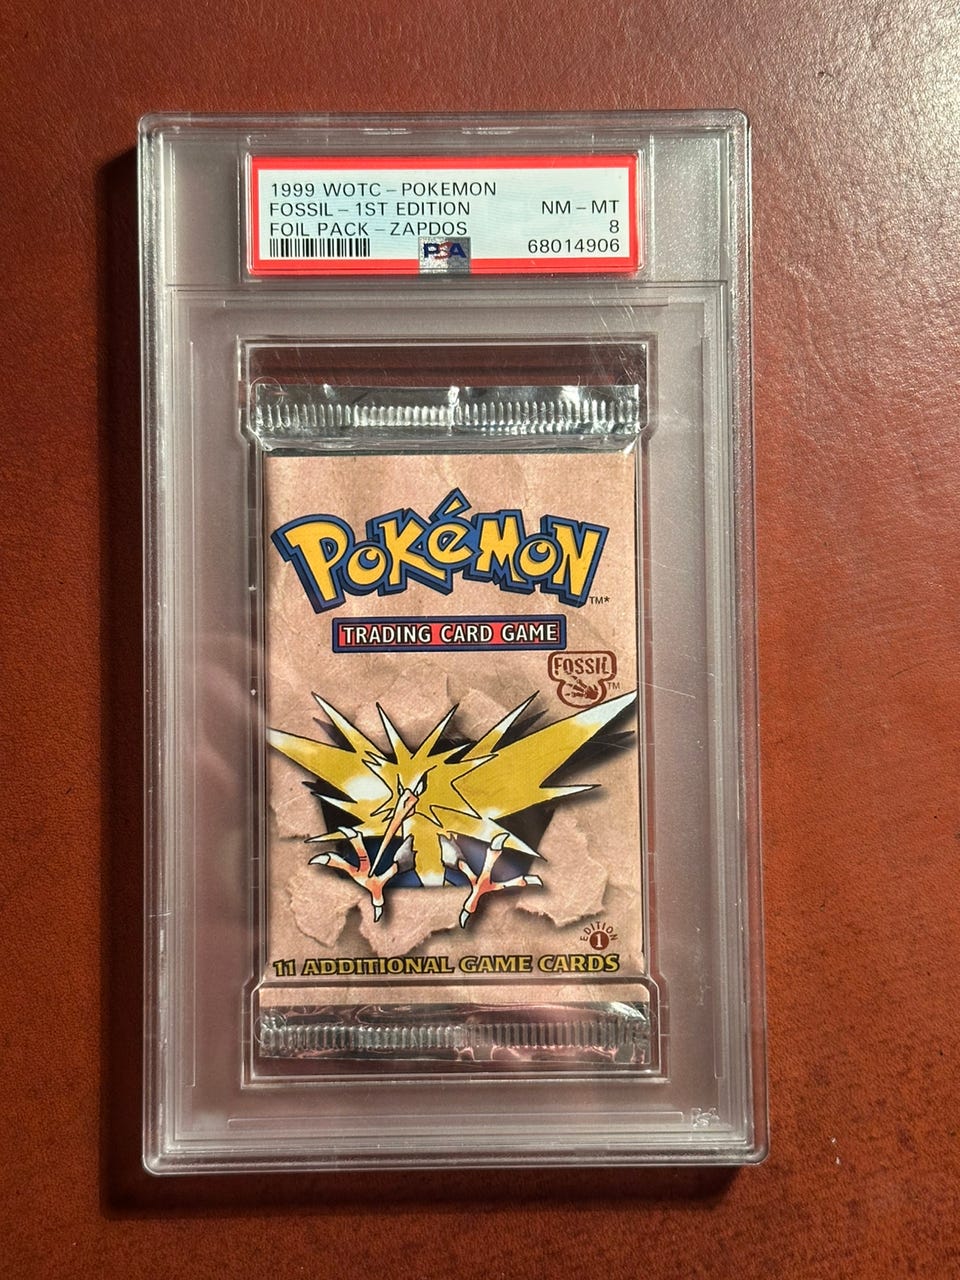 1999 WOTC - POKEMON
FOSSIL - 1ST EDITION NM - MT
FOIL PACK - ZAPDOS 8
PSA 68014906
POKéMON
TM*
TRADING CARD GAME
FOSSIL
TM
EDITION
1
11 ADDITIONAL GAME CARDS
PSA